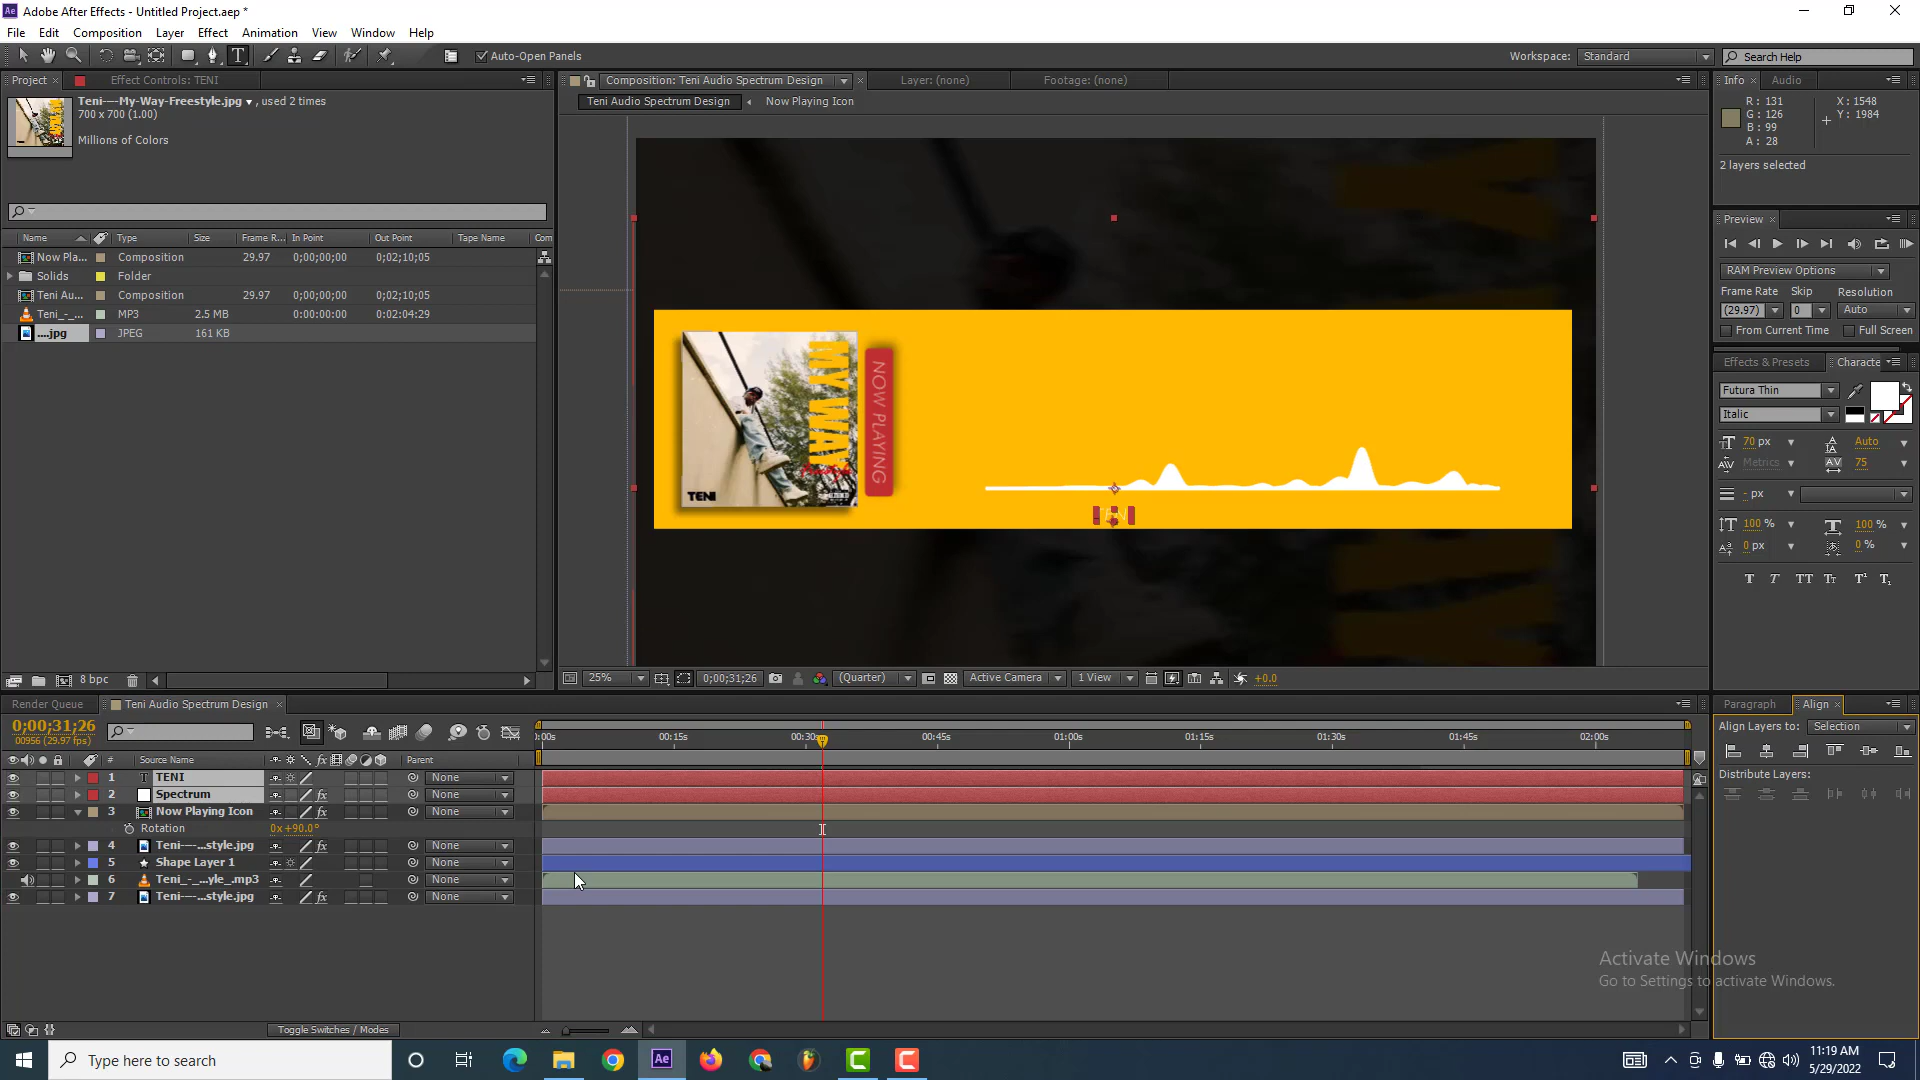 Adobe After Effects - Untitled Project.aep *
File Edit Composition Layer Effect Animation View Window Help
Auto-Open Panels
Workspace: Standard
Search Help
Project
Effect Controls: TENI
Teni----My-Way-Freestyle.jpg , used 2 times
700 x 700 (1.00)
Millions of Colors
Name Type Size Frame R... In Point Out Point Tape Name Com
Now Pla... Composition 29.97 0;00;00;00 0;02;10;05
Solids Folder
Teni Au... Composition 29.97 0;00;00;00 0;02;10;05
Teni_-_... MP3 2.5 MB 0:00:00:00 0:02:04:29
....jpg JPEG 161 KB
8 bpc
Composition: Teni Audio Spectrum Design
Layer: (none)
Footage: (none)
Teni Audio Spectrum Design
Now Playing Icon
MY WAY
TENI
NOW PLAYING
25%
0;00;31;26
(Quarter)
Active Camera
1 View
+0.0
Info
Audio
R: 131
G: 126
B: 99
A: 28
X: 1548
Y: 1984
2 layers selected
Preview
RAM Preview Options
Frame Rate Skip Resolution
(29.97) 0 Auto
From Current Time Full Screen
Effects & Presets
Characte
Futura Thin
Italic
70 px Auto
Metrics 75
- px
100 % 100 %
0 px 0 %
Render Queue
Teni Audio Spectrum Design
0;00;31;26
00956 (29.97 fps)
:00s 00:15s 00:30s 00:45s 01:00s 01:15s 01:30s 01:45s 02:00s
# Source Name Parent
1 TENI None
2 Spectrum None
3 Now Playing Icon None
Rotation 0x+90.0°
4 Teni----...style.jpg None
5 Shape Layer 1 None
6 Teni_-_...yle_.mp3 None
7 Teni----...style.jpg None
Toggle Switches / Modes
Paragraph
Align
Align Layers to: Selection
Distribute Layers:
Activate Windows
Go to Settings to activate Windows.
Type here to search
11:19 AM
5/29/2022